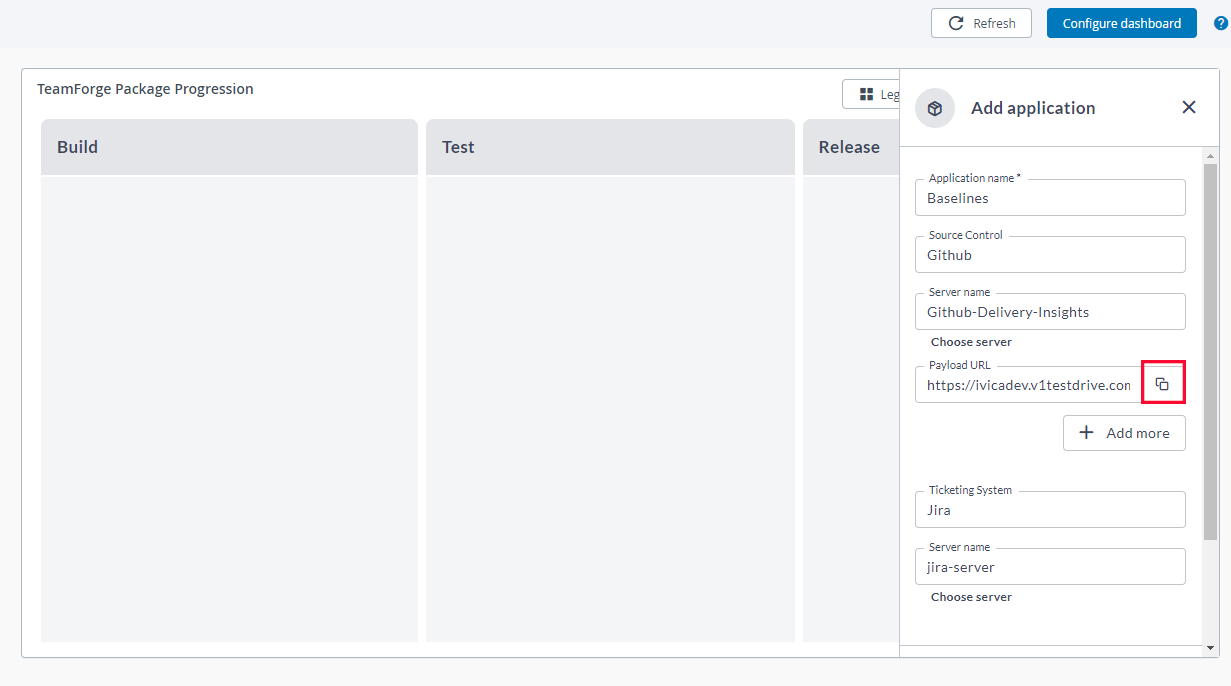 Refresh
Configure dashboard
?
TeamForge Package Progression
Leg
Build
Test
Release
Add application
Application name *
Baselines
Source Control
Github
Server name
Github-Delivery-Insights
Choose server
Payload URL
https://ivicadev.v1testdrive.com
Add more
Ticketing System
Jira
Server name
jira-server
Choose server